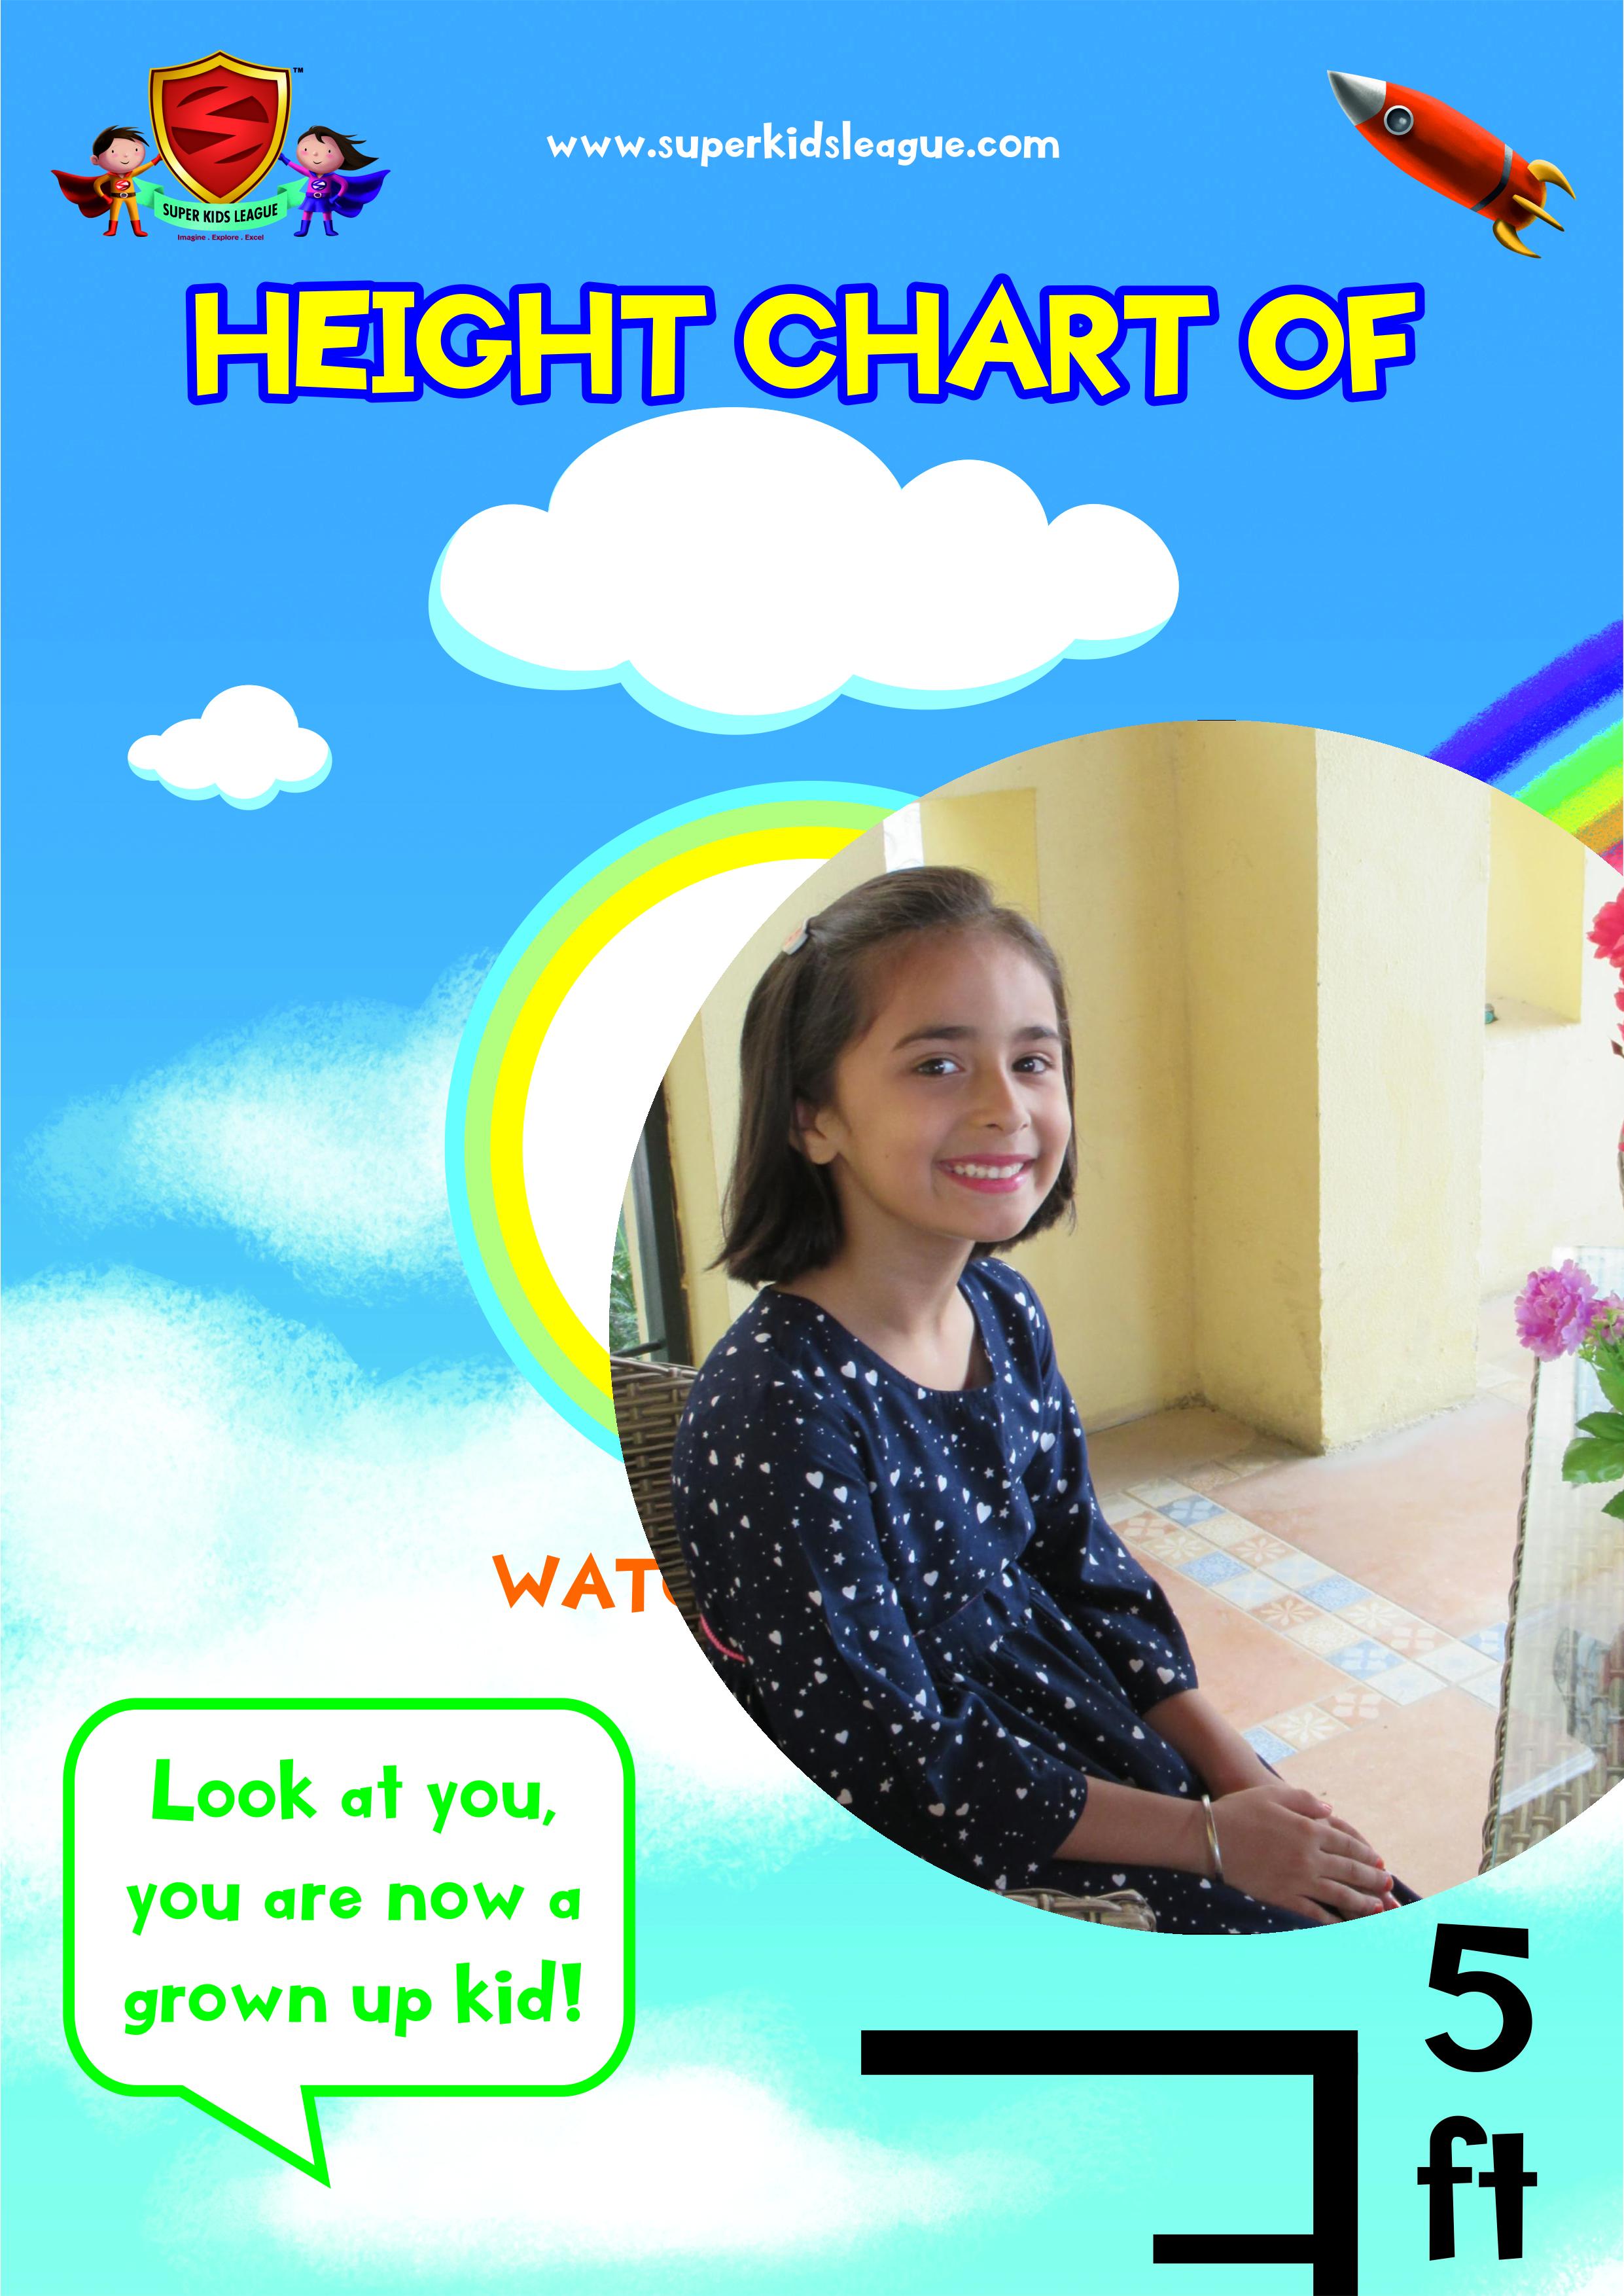 TM
www.superkidsleague.com
SUPER KIDS LEAGUE
Imagine . Explore . Excel
HEIGHT CHART OF
Look at you,
you are now a
grown up kid!
5
ft